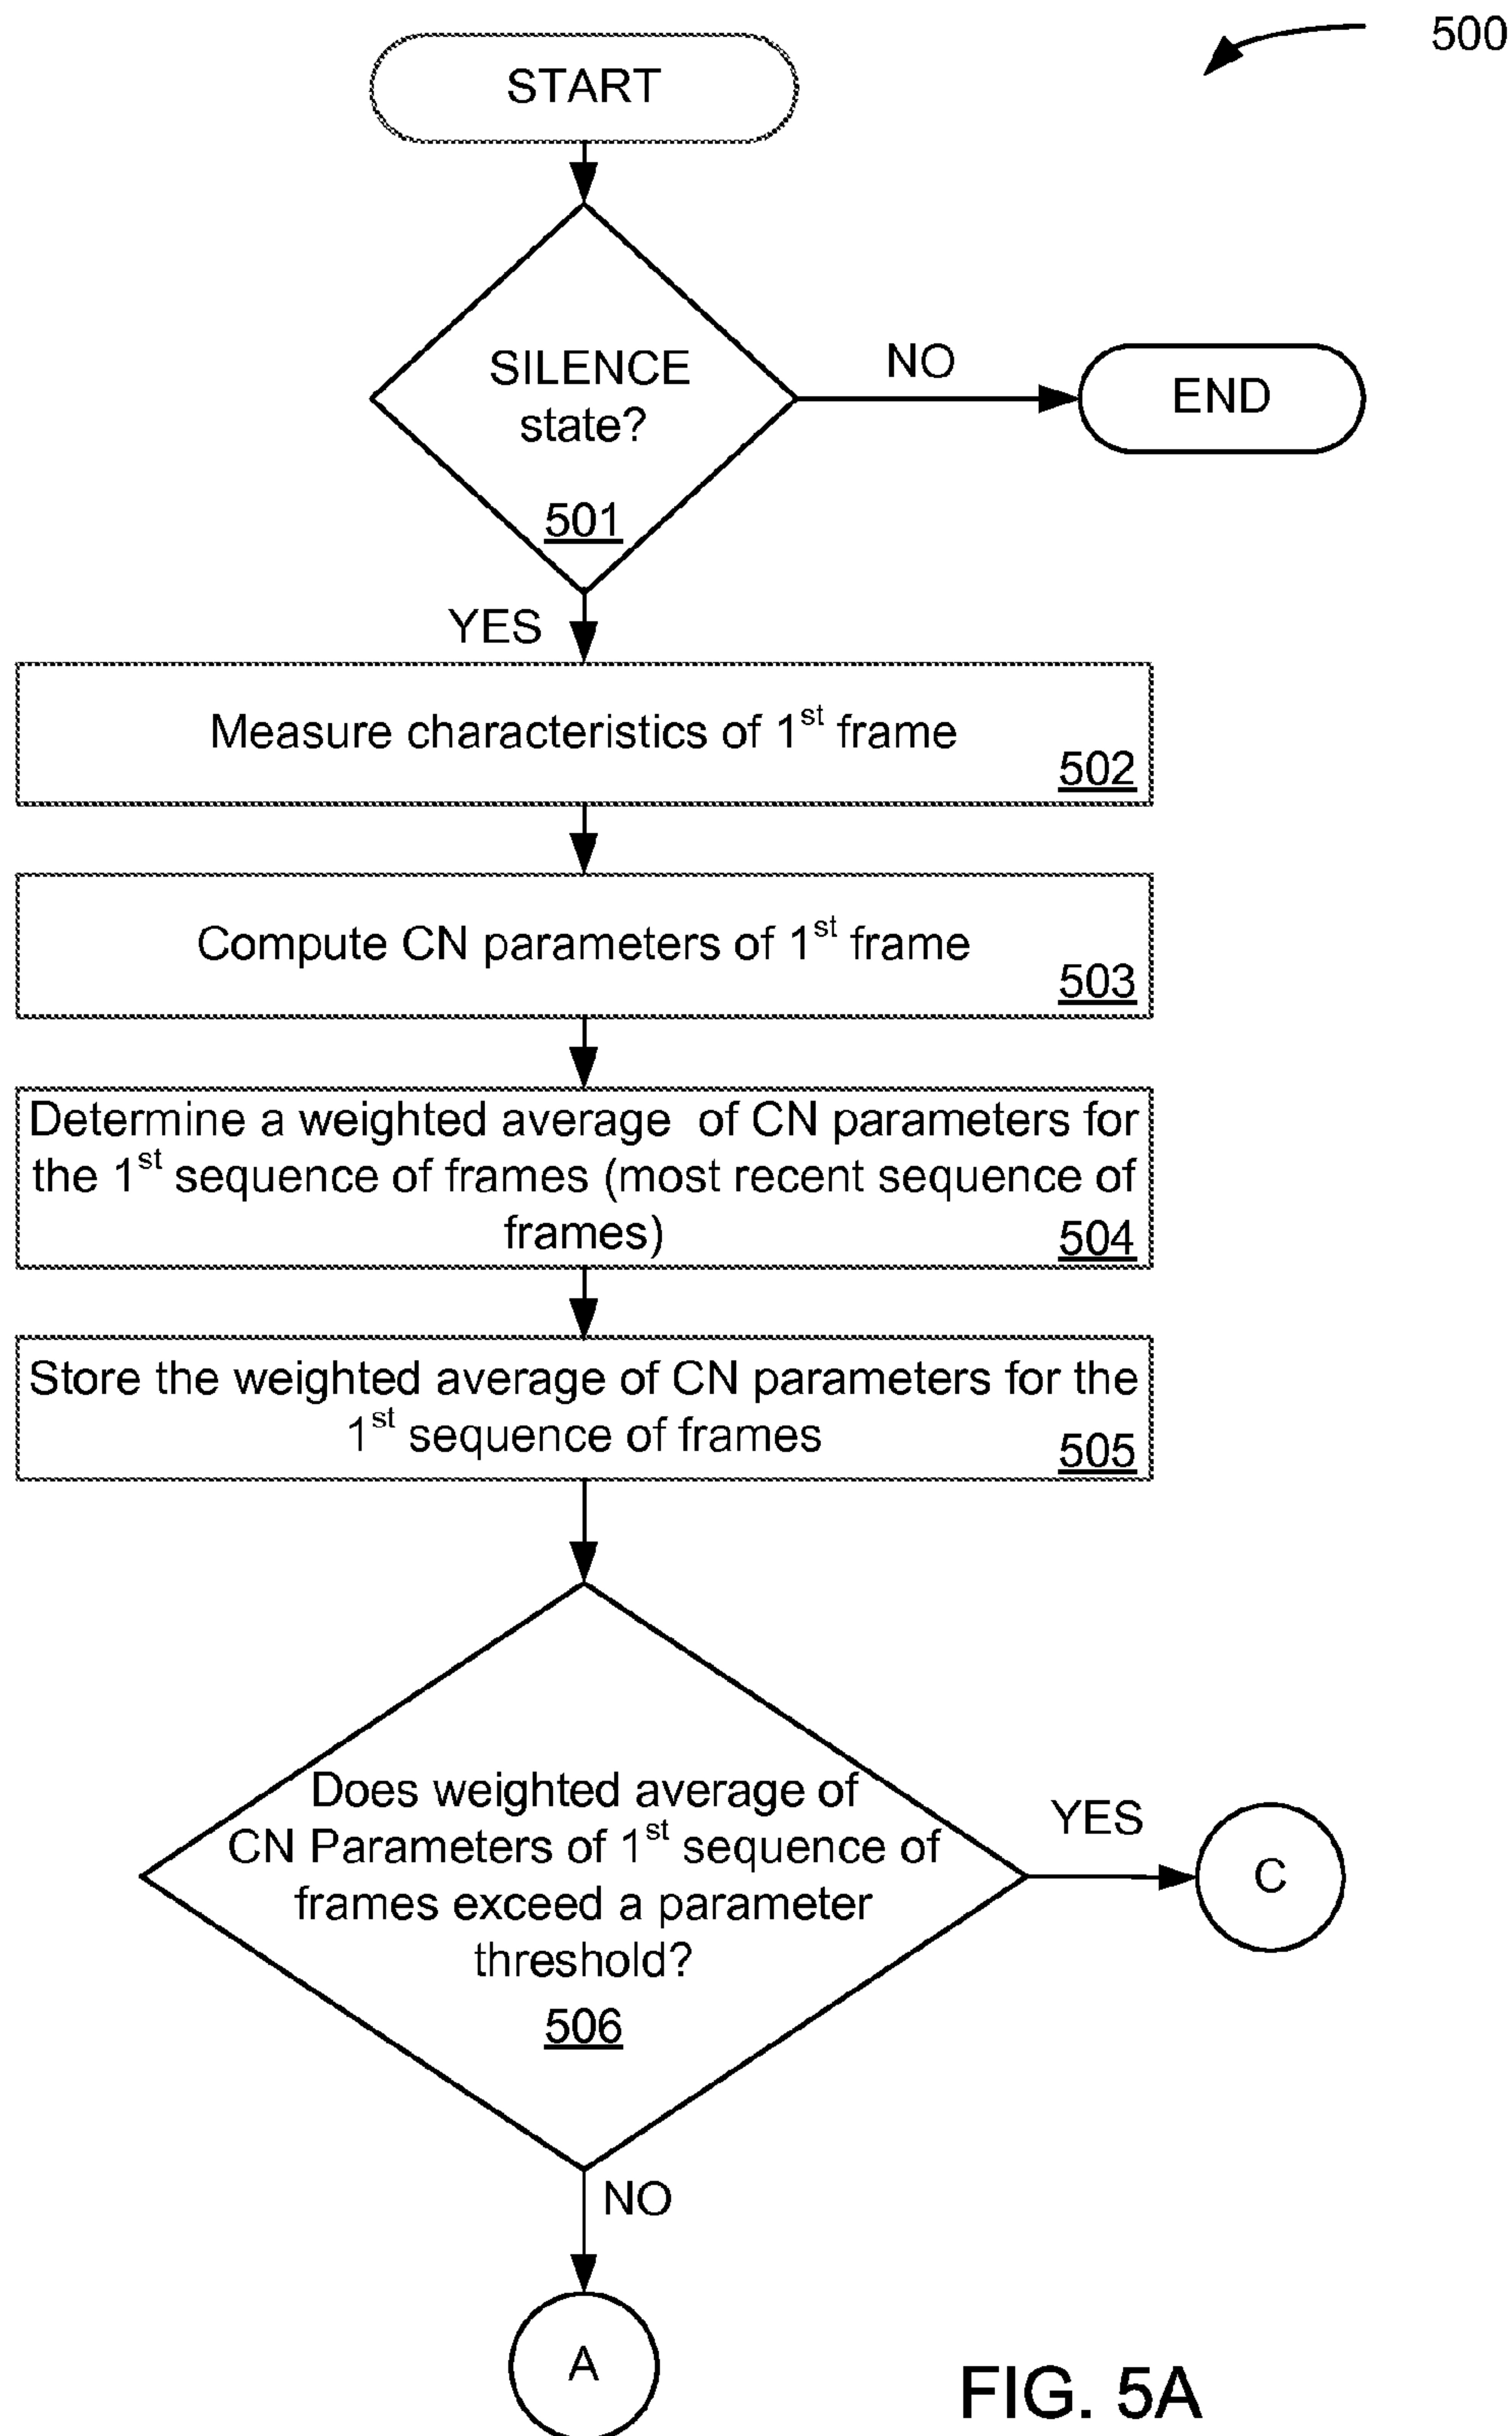 500
START
SILENCE
state?
501
NO
END
YES
Measure characteristics of 1st frame
502
Compute CN parameters of 1st frame
503
Determine a weighted average of CN parameters for
the 1st sequence of frames (most recent sequence of
frames)
504
Store the weighted average of CN parameters for the
1st sequence of frames
505
Does weighted average of
CN Parameters of 1st sequence of
frames exceed a parameter
threshold?
506
YES
C
NO
A
FIG. 5A